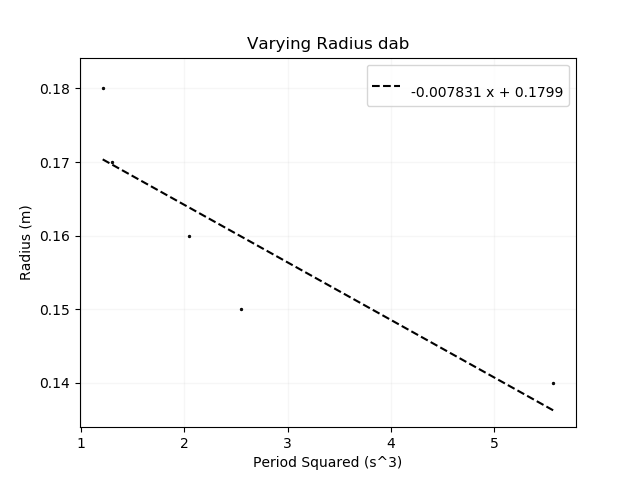 Varying Radius dab
-0.007831 x + 0.1799
0.18
0.17
0.16
0.15
0.14
Radius (m)
1 2 3 4 5
Period Squared (s^3)